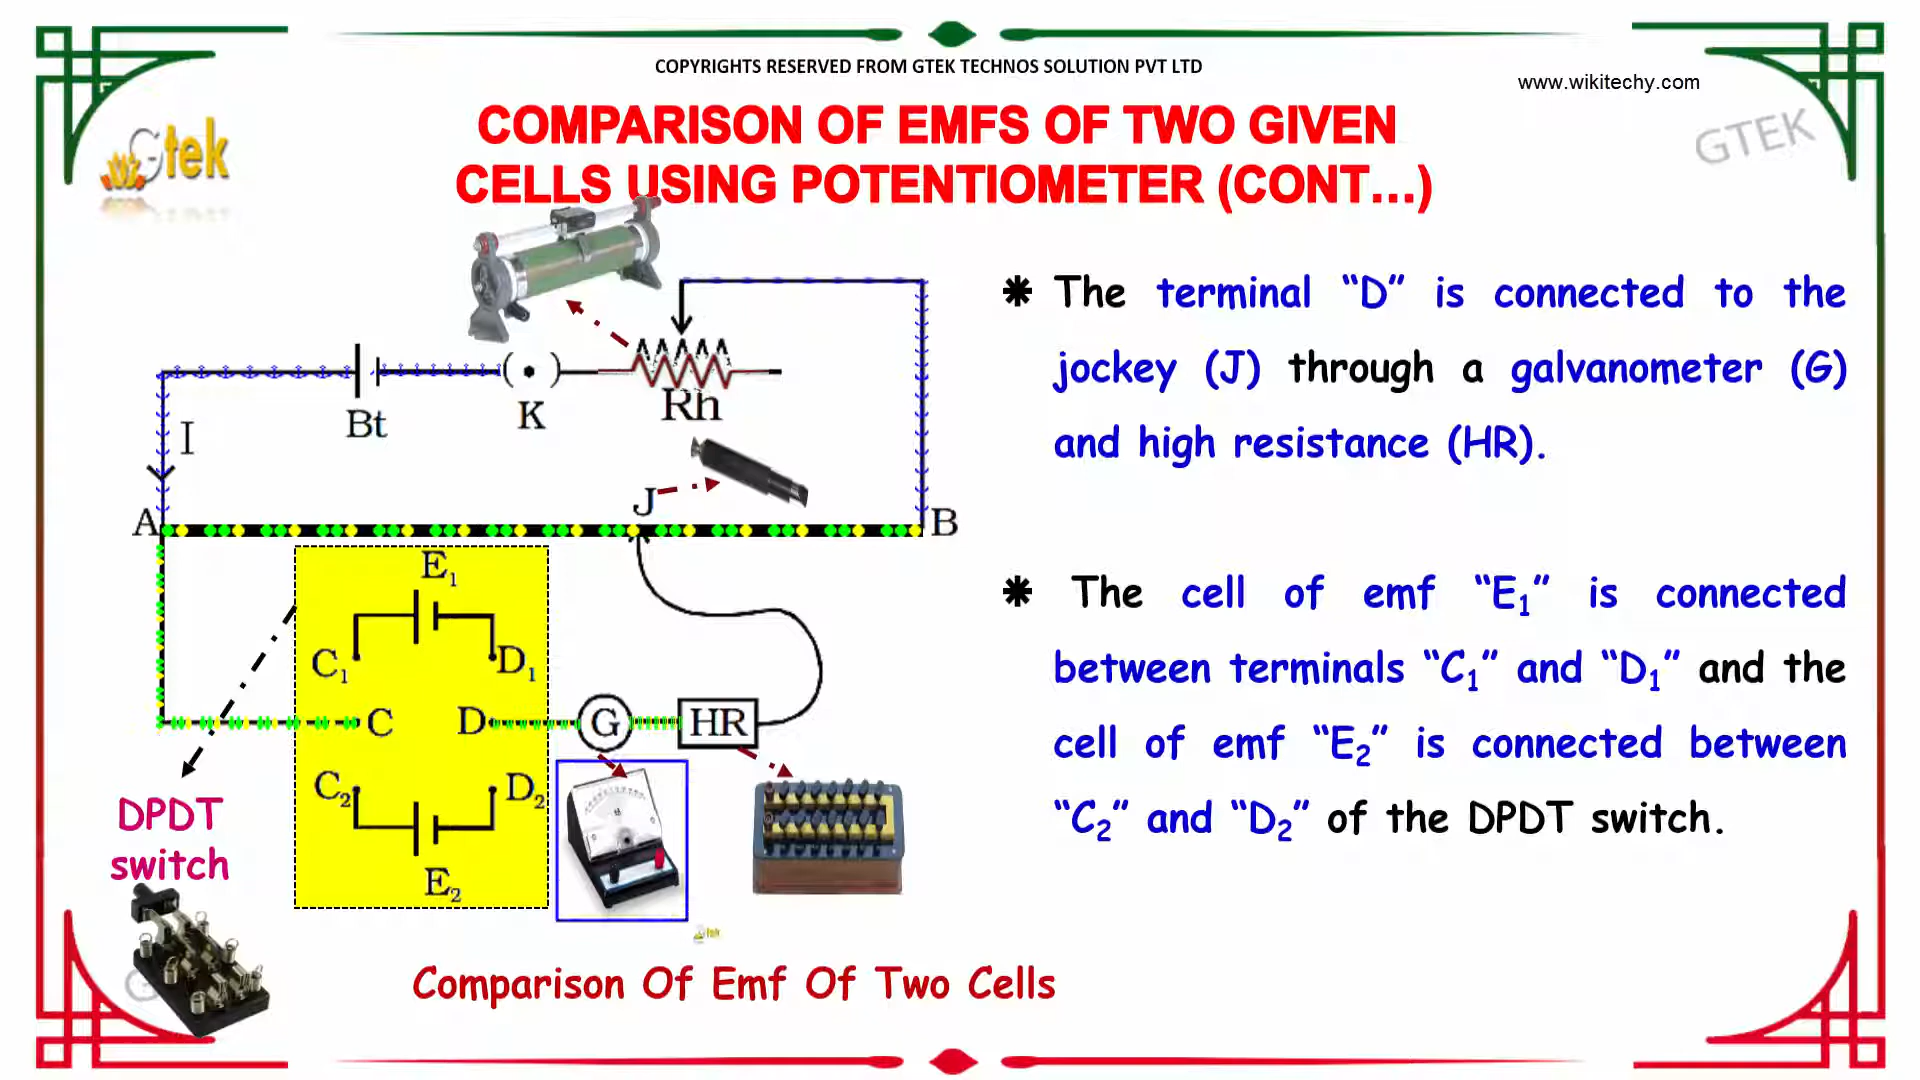 COPYRIGHTS RESERVED FROM GTEK TECHNOS SOLUTION PVT LTD
www.wikitechy.com
Gtek
GTEK
COMPARISON OF EMFS OF TWO GIVEN
CELLS USING POTENTIOMETER (CONT...)
The terminal “D” is connected to the
jockey (J) through a galvanometer (G)
and high resistance (HR).
The cell of emf “E₁” is connected
between terminals “C₁” and “D₁” and the
cell of emf “E₂” is connected between
“C₂” and “D₂” of the DPDT switch.
Bt
K
Rh
I
J
A
B
E₁
C₁
D₁
C
D
G
HR
C₂
D₂
E₂
DPDT
switch
Comparison Of Emf Of Two Cells